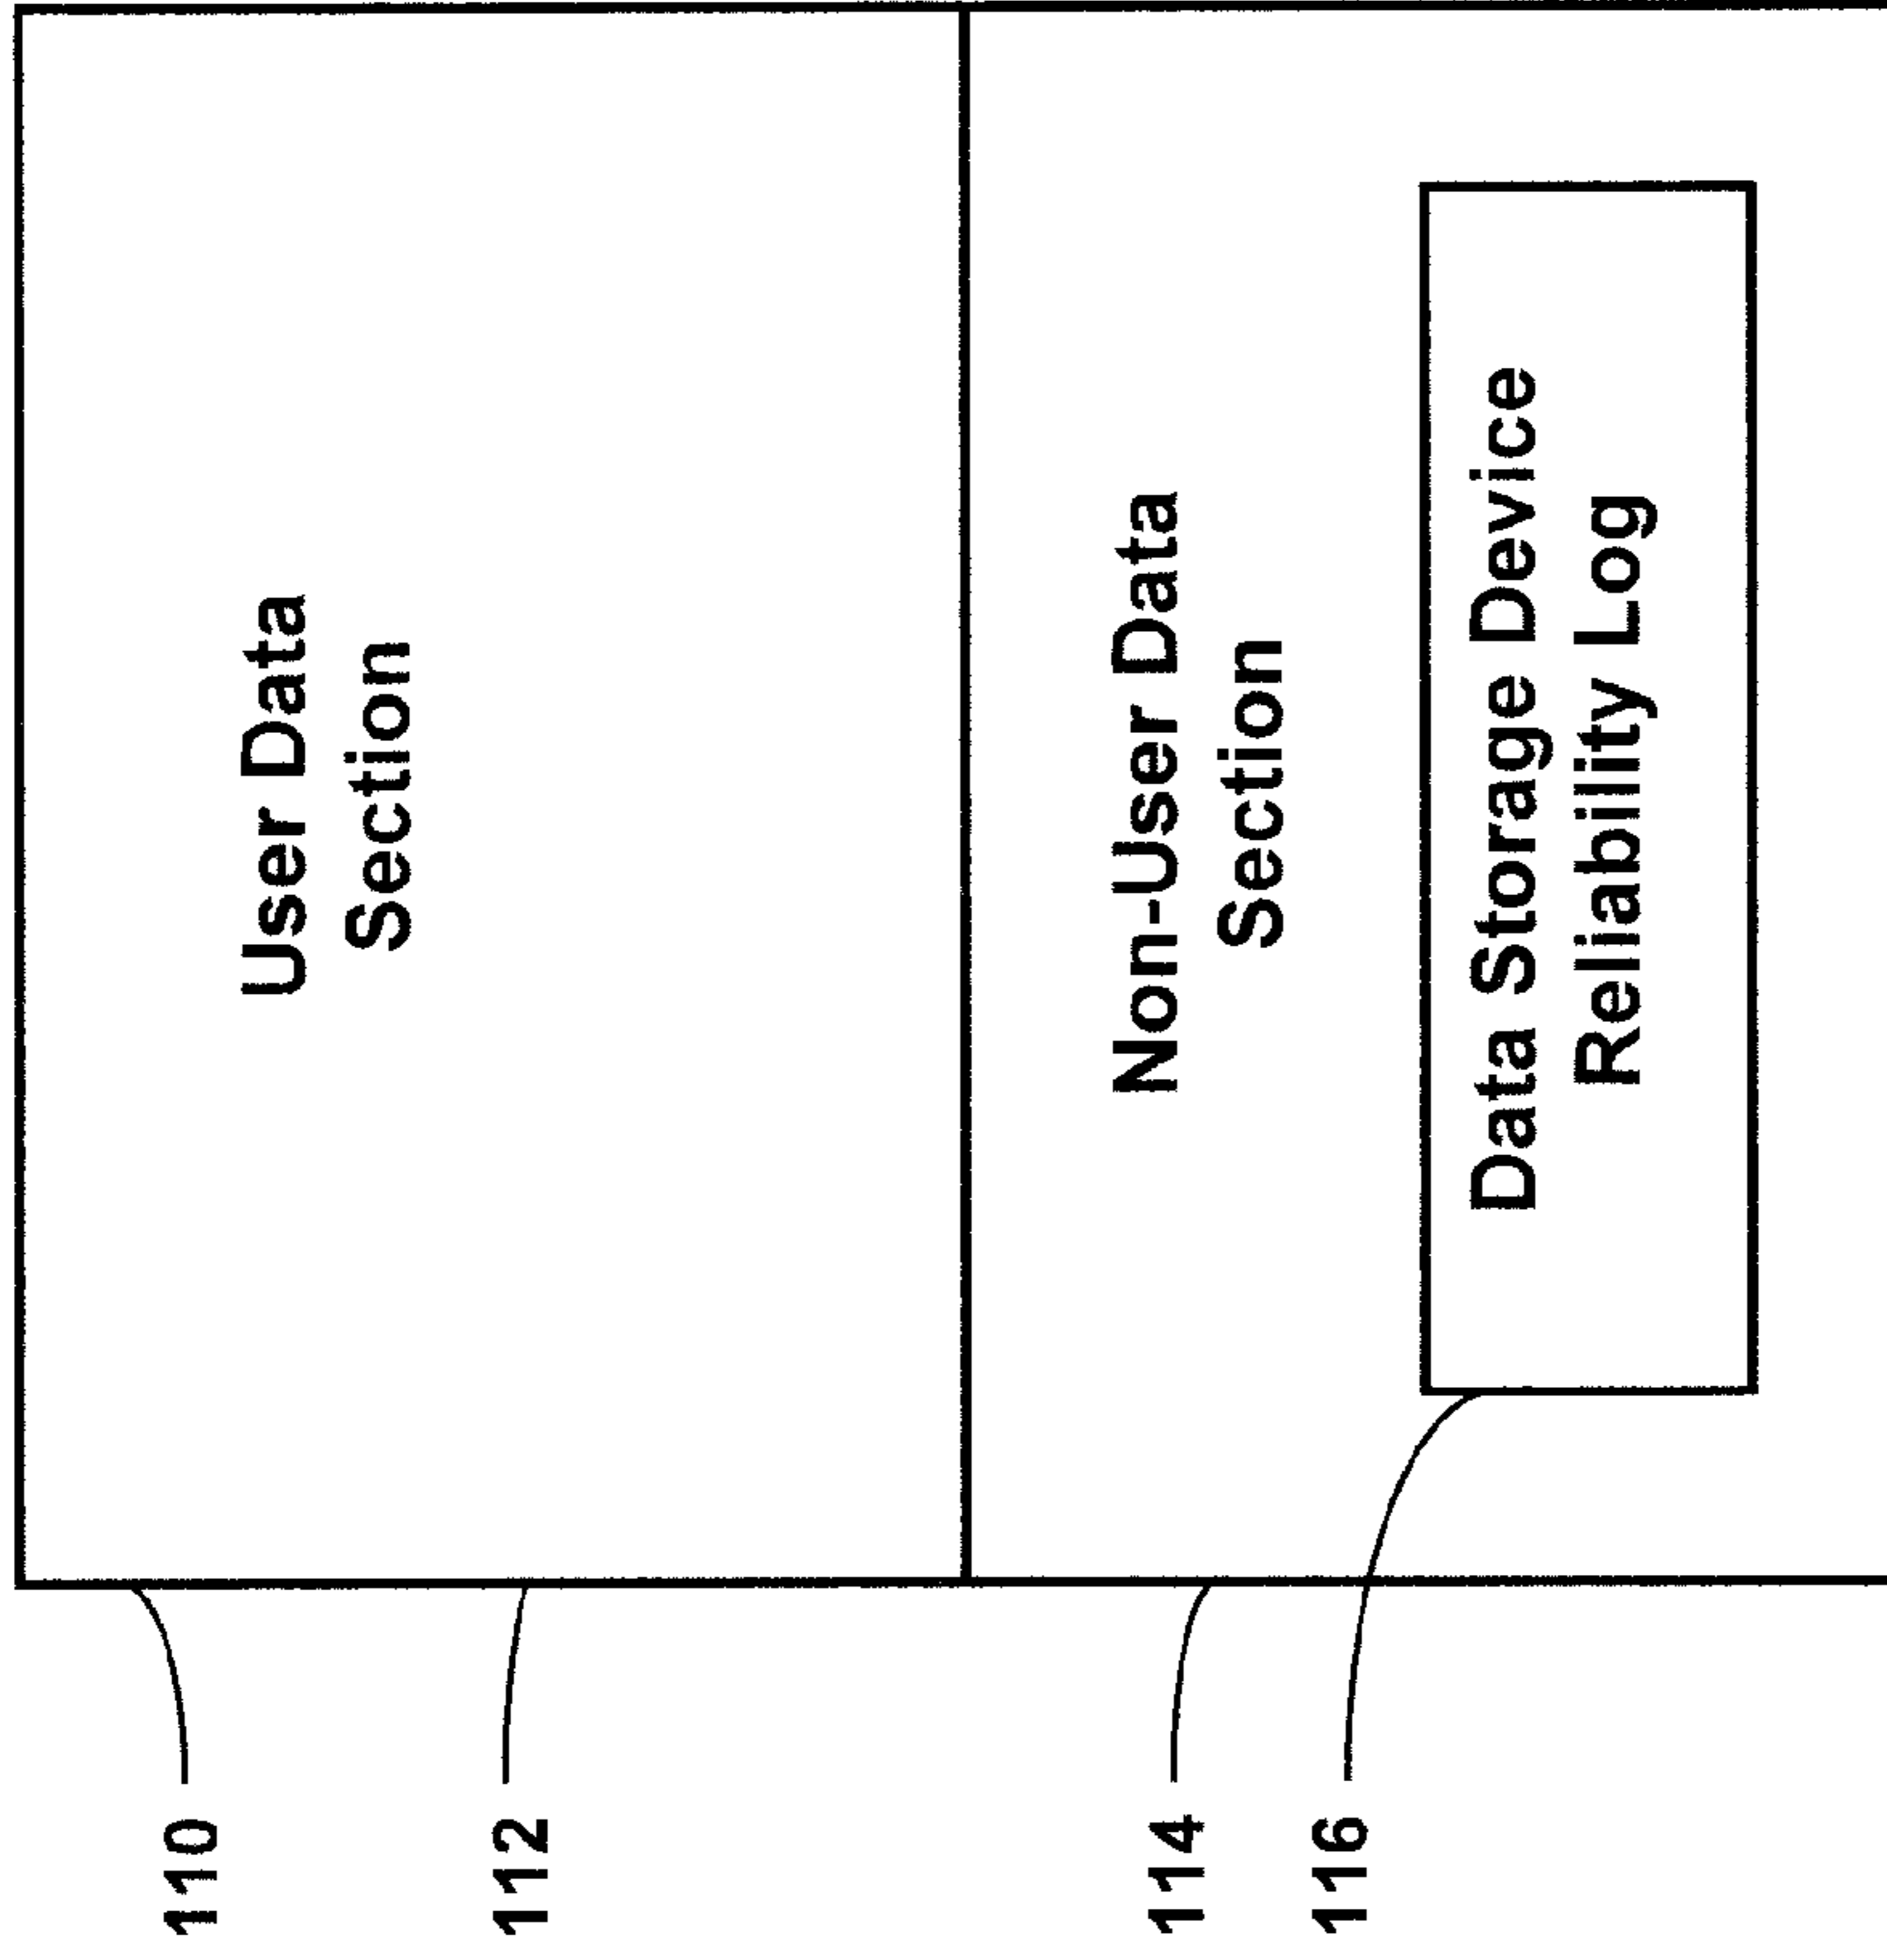 110
112
User Data
Section
114
Non-User Data
Section
116
Data Storage Device
Reliability Log